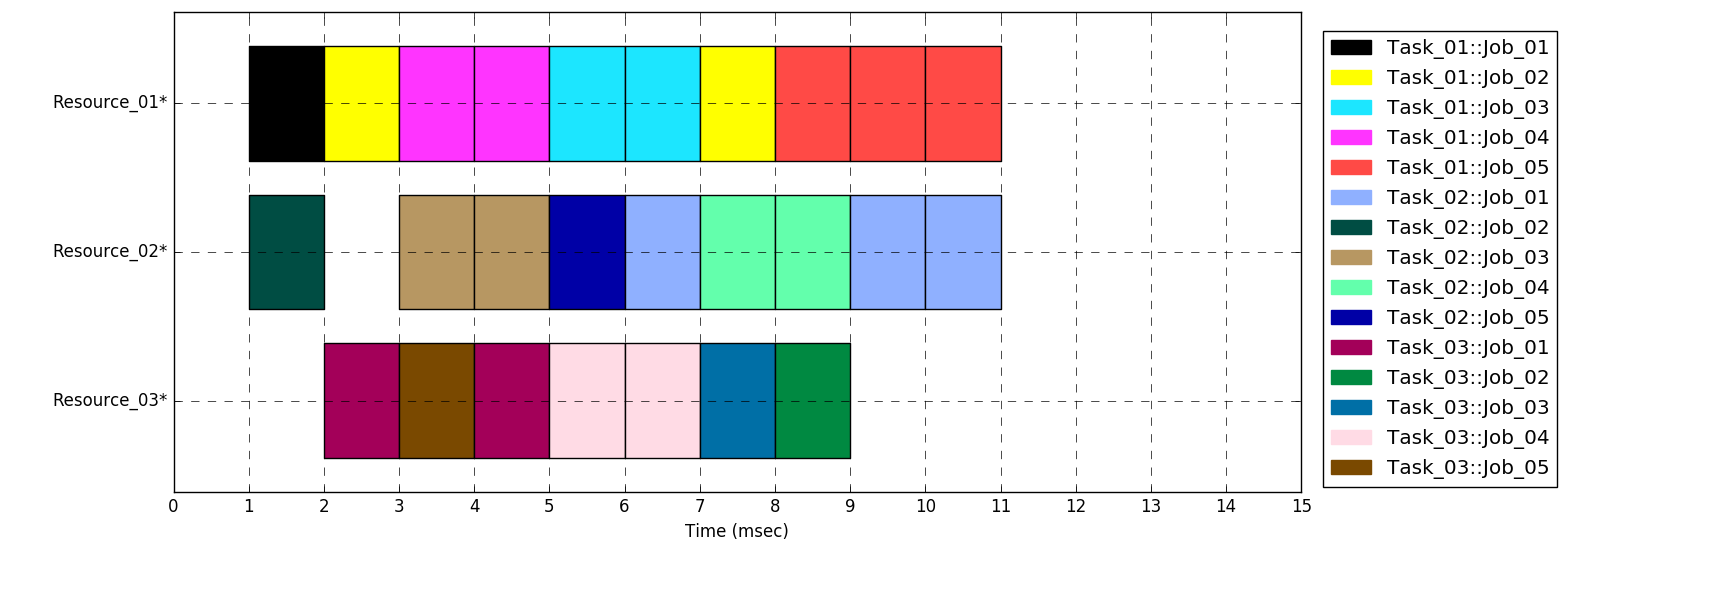 Resource_01*
Resource_02*
Resource_03*
0 1 2 3 4 5 6 7 8 9 10 11 12 13 14 15
Time (msec)
Task_01::Job_01
Task_01::Job_02
Task_01::Job_03
Task_01::Job_04
Task_01::Job_05
Task_02::Job_01
Task_02::Job_02
Task_02::Job_03
Task_02::Job_04
Task_02::Job_05
Task_03::Job_01
Task_03::Job_02
Task_03::Job_03
Task_03::Job_04
Task_03::Job_05